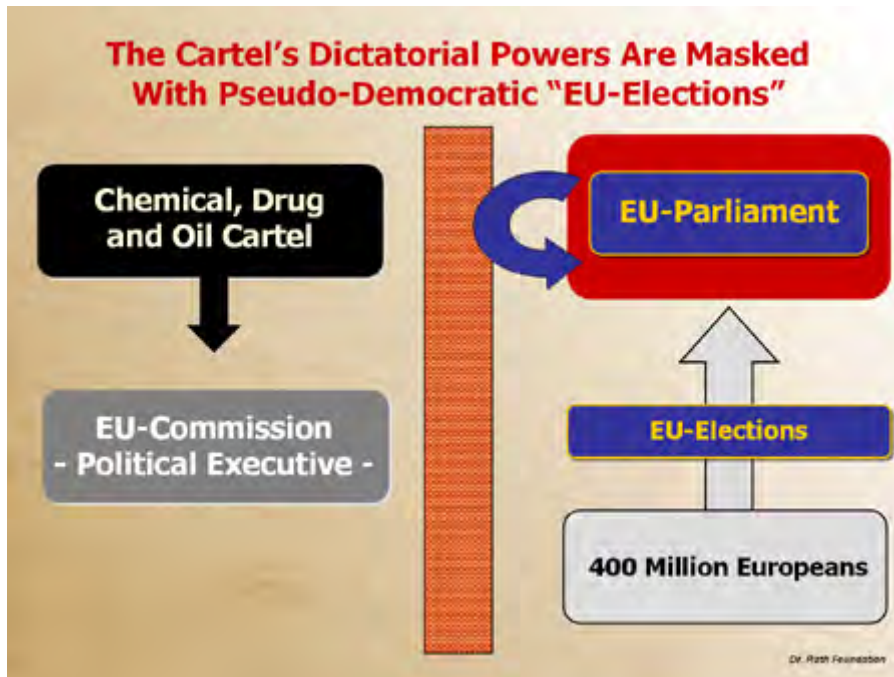 The Cartel's Dictatorial Powers Are Masked
With Pseudo-Democratic “EU-Elections”
Chemical, Drug
and Oil Cartel
EU-Commission
- Political Executive -
EU-Parliament
EU-Elections
400 Million Europeans
Dr. Rath Foundation